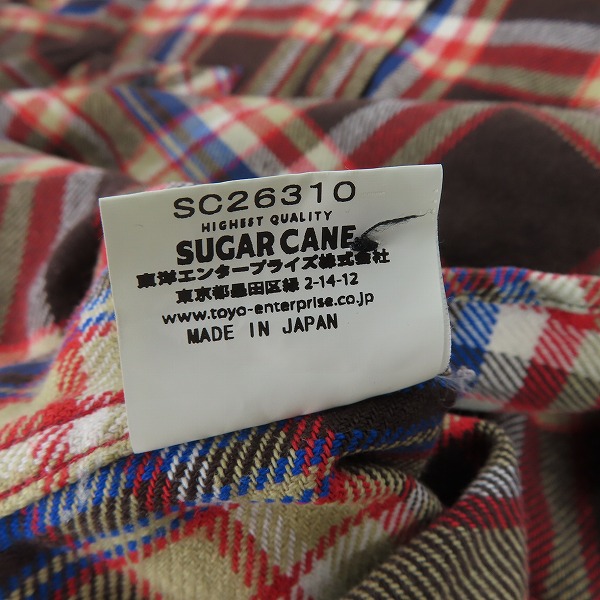 SC26310
HIGHEST QUALITY
SUGAR CANE
東洋エンタープライズ株式会社
東京都墨田区緑 2-14-12
www.toyo-enterprise.co.jp
MADE IN JAPAN